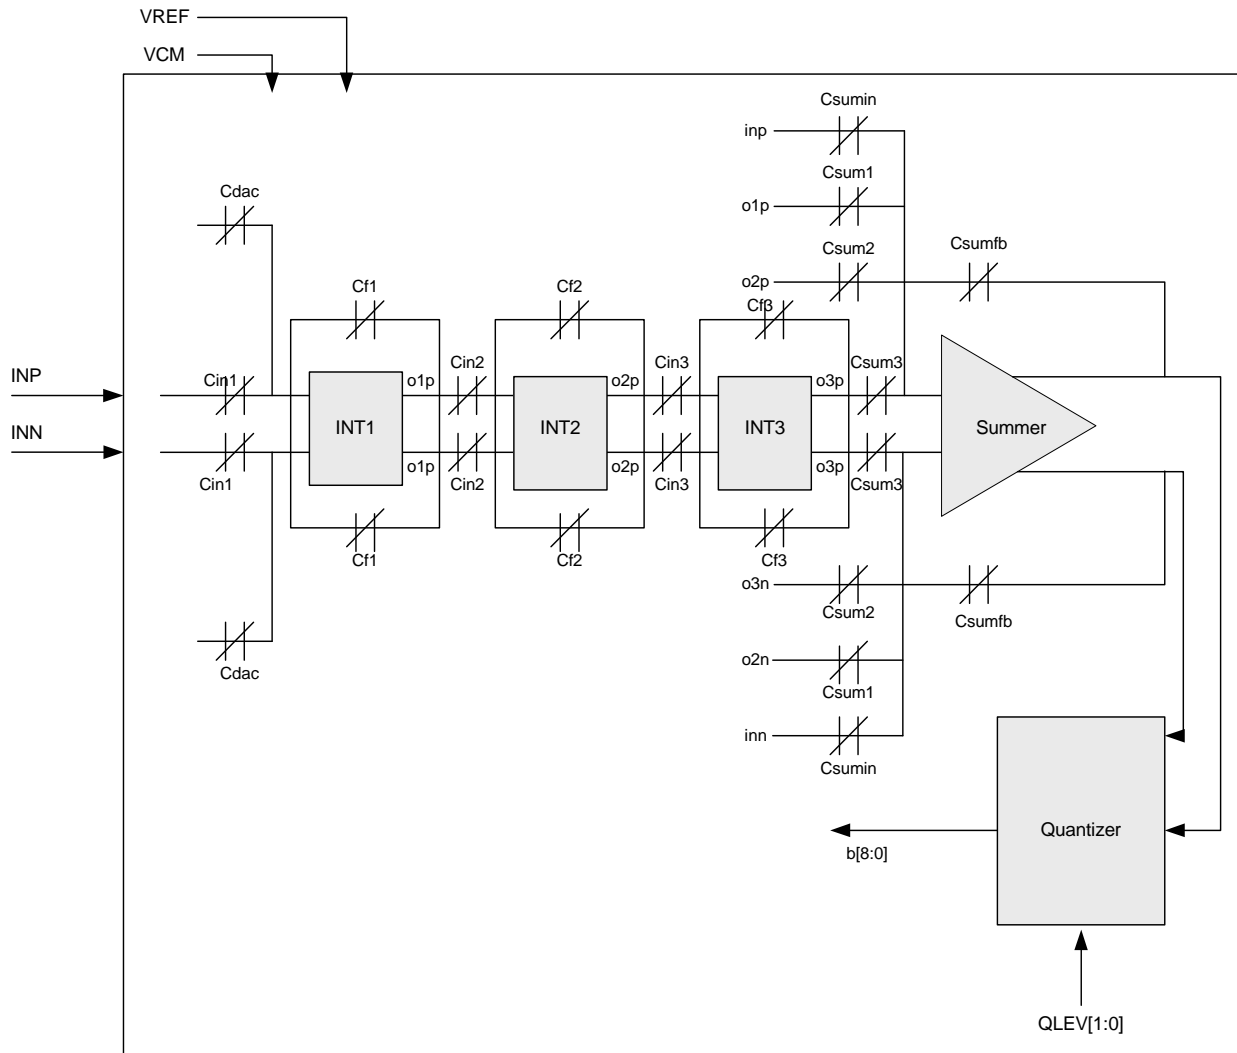 VREF
VCM
Csumin
inp
Csum1
o1p
Cdac
Csum2
Csumfb
o2p
Cf1
Cf2
Cf3
INP
Cin1
o1p
Cin2
o2p
Cin3
o3p
Csum3
INT1
INT2
INT3
Summer
INN
Cin1
o1p
Cin2
o2p
Cin3
o3p
Csum3
Cf1
Cf2
Cf3
o3n
Csum2
Csumfb
Cdac
o2n
Csum1
inn
Csumin
Quantizer
b[8:0]
QLEV[1:0]